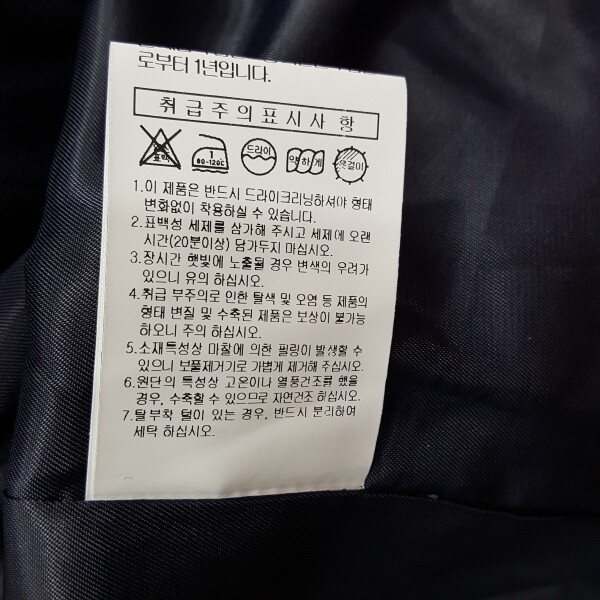 로부터 1년입니다.
취급주의표시사항
표백
1
80~120℃
드라이
약하게
옷걸이
1.이 제품은 반드시 드라이크리닝하셔야 형태
변화없이 착용하실 수 있습니다.
2.표백성 세제를 삼가해 주시고 세제에 오랜
시간(20분이상) 담가두지 마십시오.
3.장시간 햇빛에 노출될 경우 변색의 우려가
있으니 유의 하십시오.
4.취급 부주의로 인한 탈색 및 오염 등 제품의
형태 변질 및 수축된 제품은 보상이 불가능
하오니 주의 하십시오.
5.소재특성상 마찰에 의한 필링이 발생할 수
있으니 보풀제거기로 가볍게 제거해 주십시오.
6.원단의 특성상 고온이나 열풍건조를 했을
경우, 수축할 수 있으므로 자연건조 하십시오.
7.탈부착 털이 있는 경우, 반드시 분리하여
세탁 하십시오.